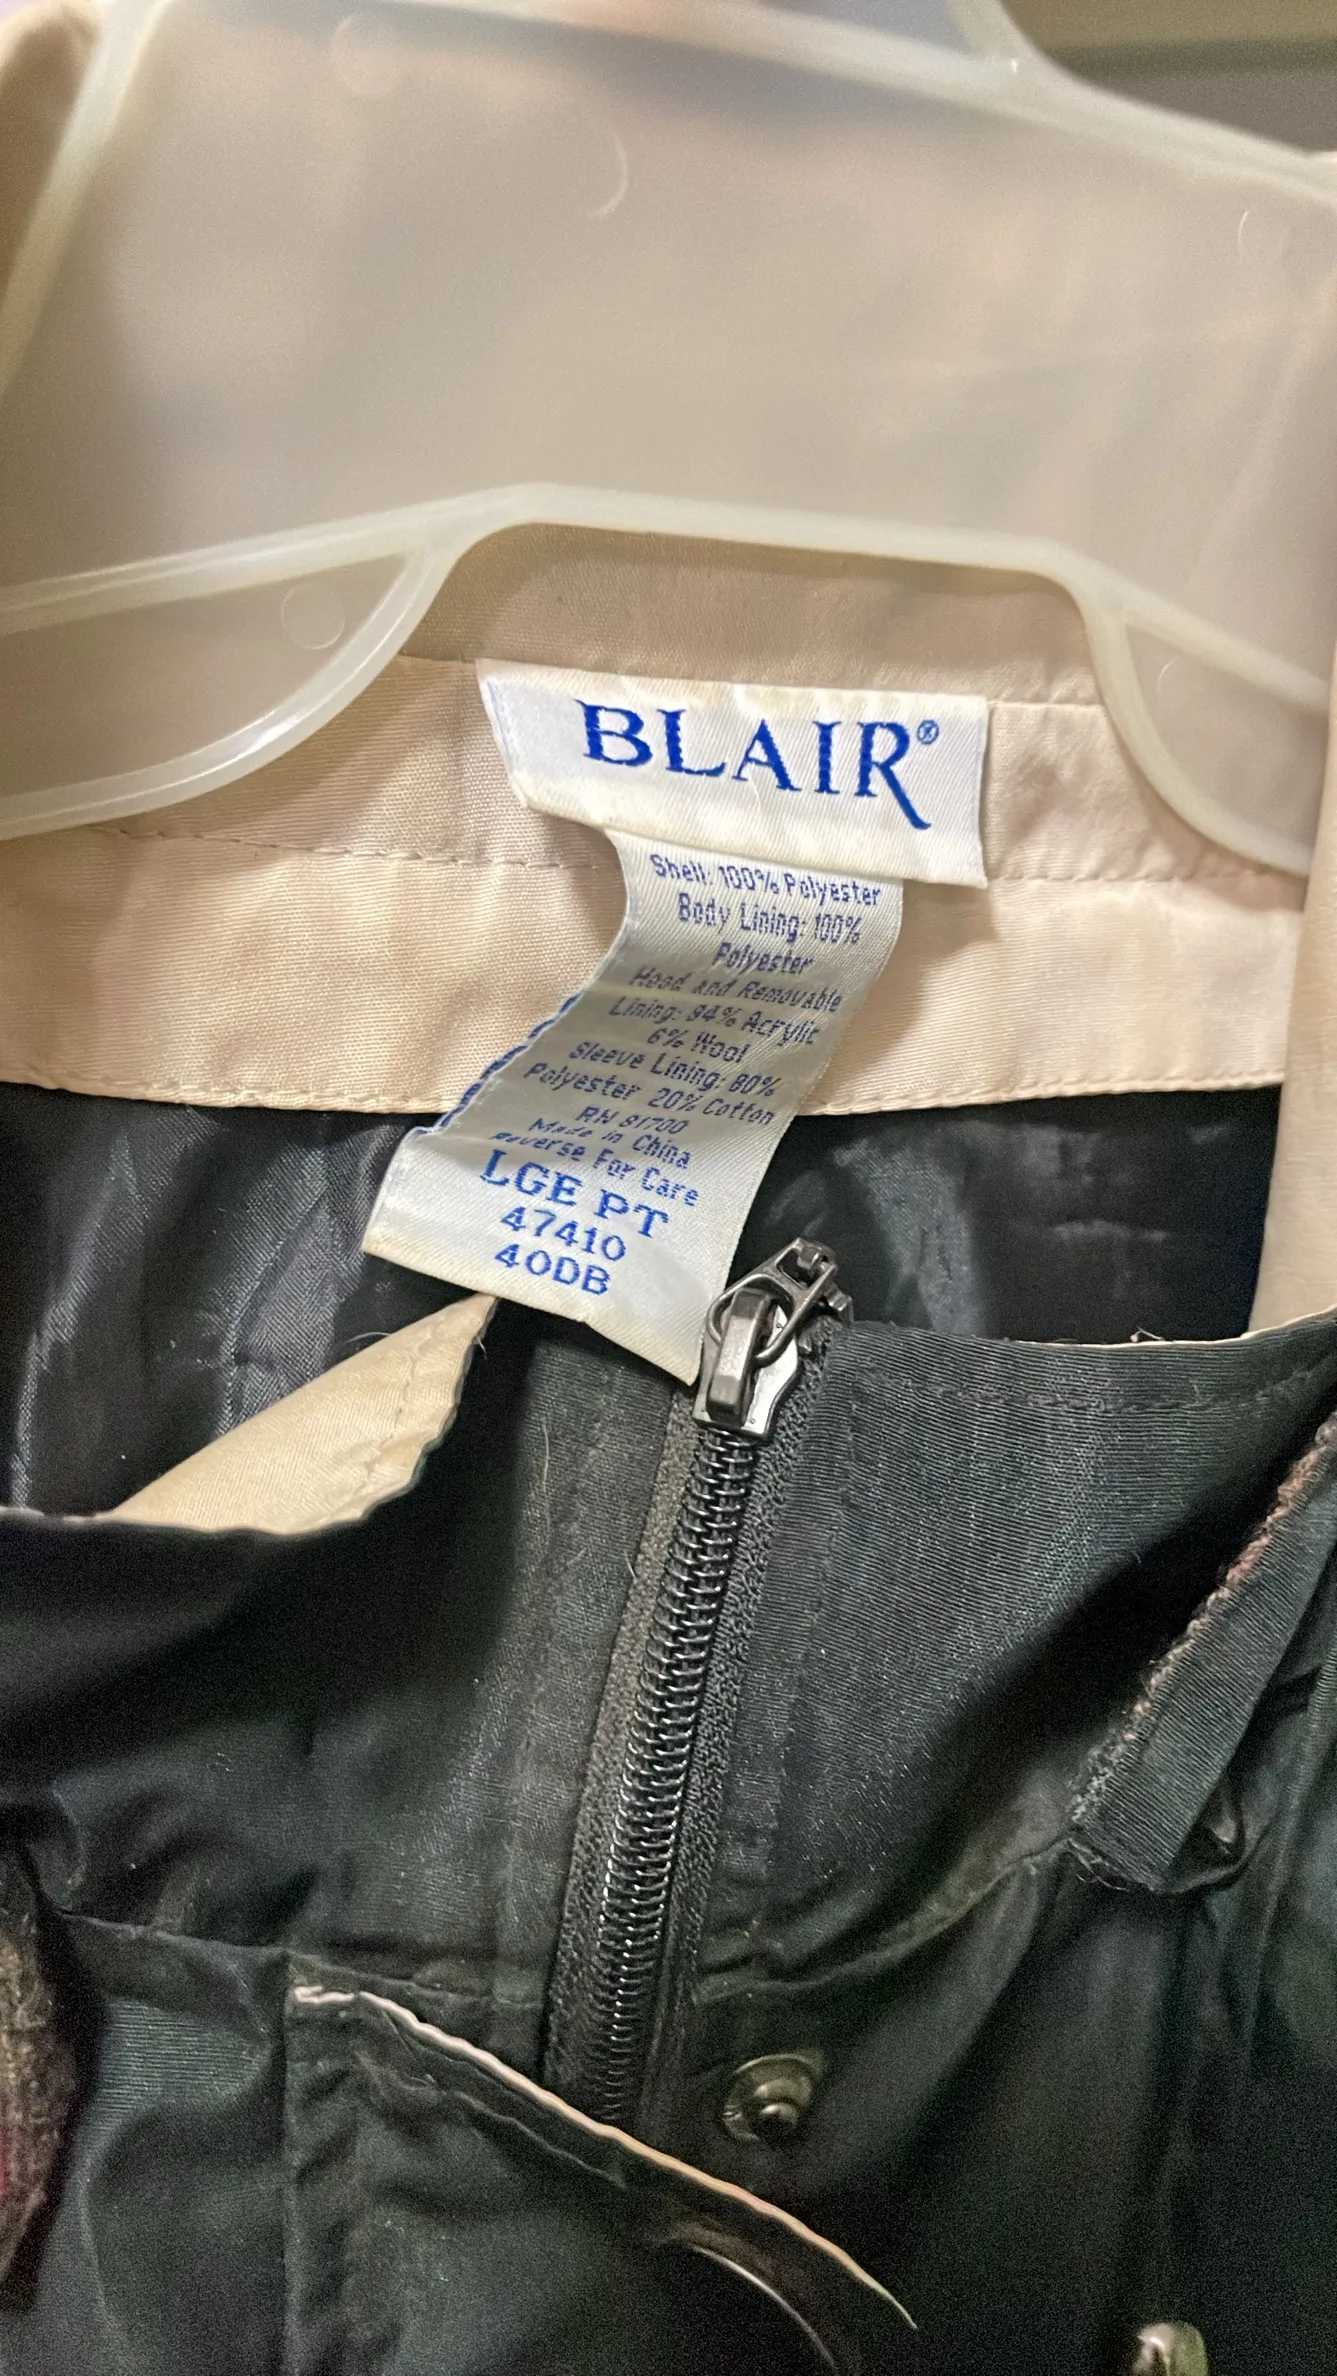 BLAIR®
Shell: 100% Polyester
Body Lining: 100%
Polyester
Hood and Removable
Lining: 94% Acrylic
6% Wool
Sleeve Lining: 80%
Polyester 20% Cotton
RN 81700
Made in China
Reverse For Care
LGE PT
47410
40DB